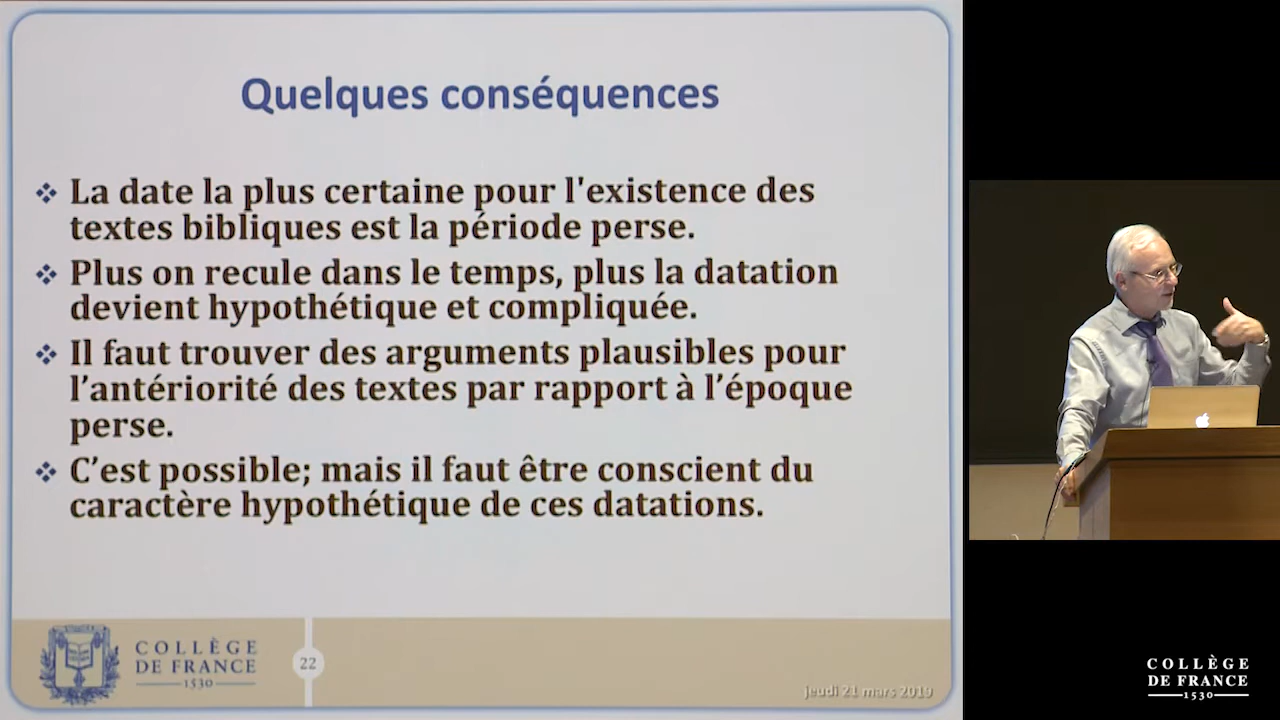 Quelques conséquences
❖ La date la plus certaine pour l'existence des
textes bibliques est la période perse.
❖ Plus on recule dans le temps, plus la datation
devient hypothétique et compliquée.
❖ Il faut trouver des arguments plausibles pour
l’antériorité des textes par rapport à l’époque
perse.
❖ C’est possible; mais il faut être conscient du
caractère hypothétique de ces datations.
COLLÈGE
DE FRANCE
1530
22
jeudi 21 mars 2019
COLLÈGE
DE FRANCE
1530